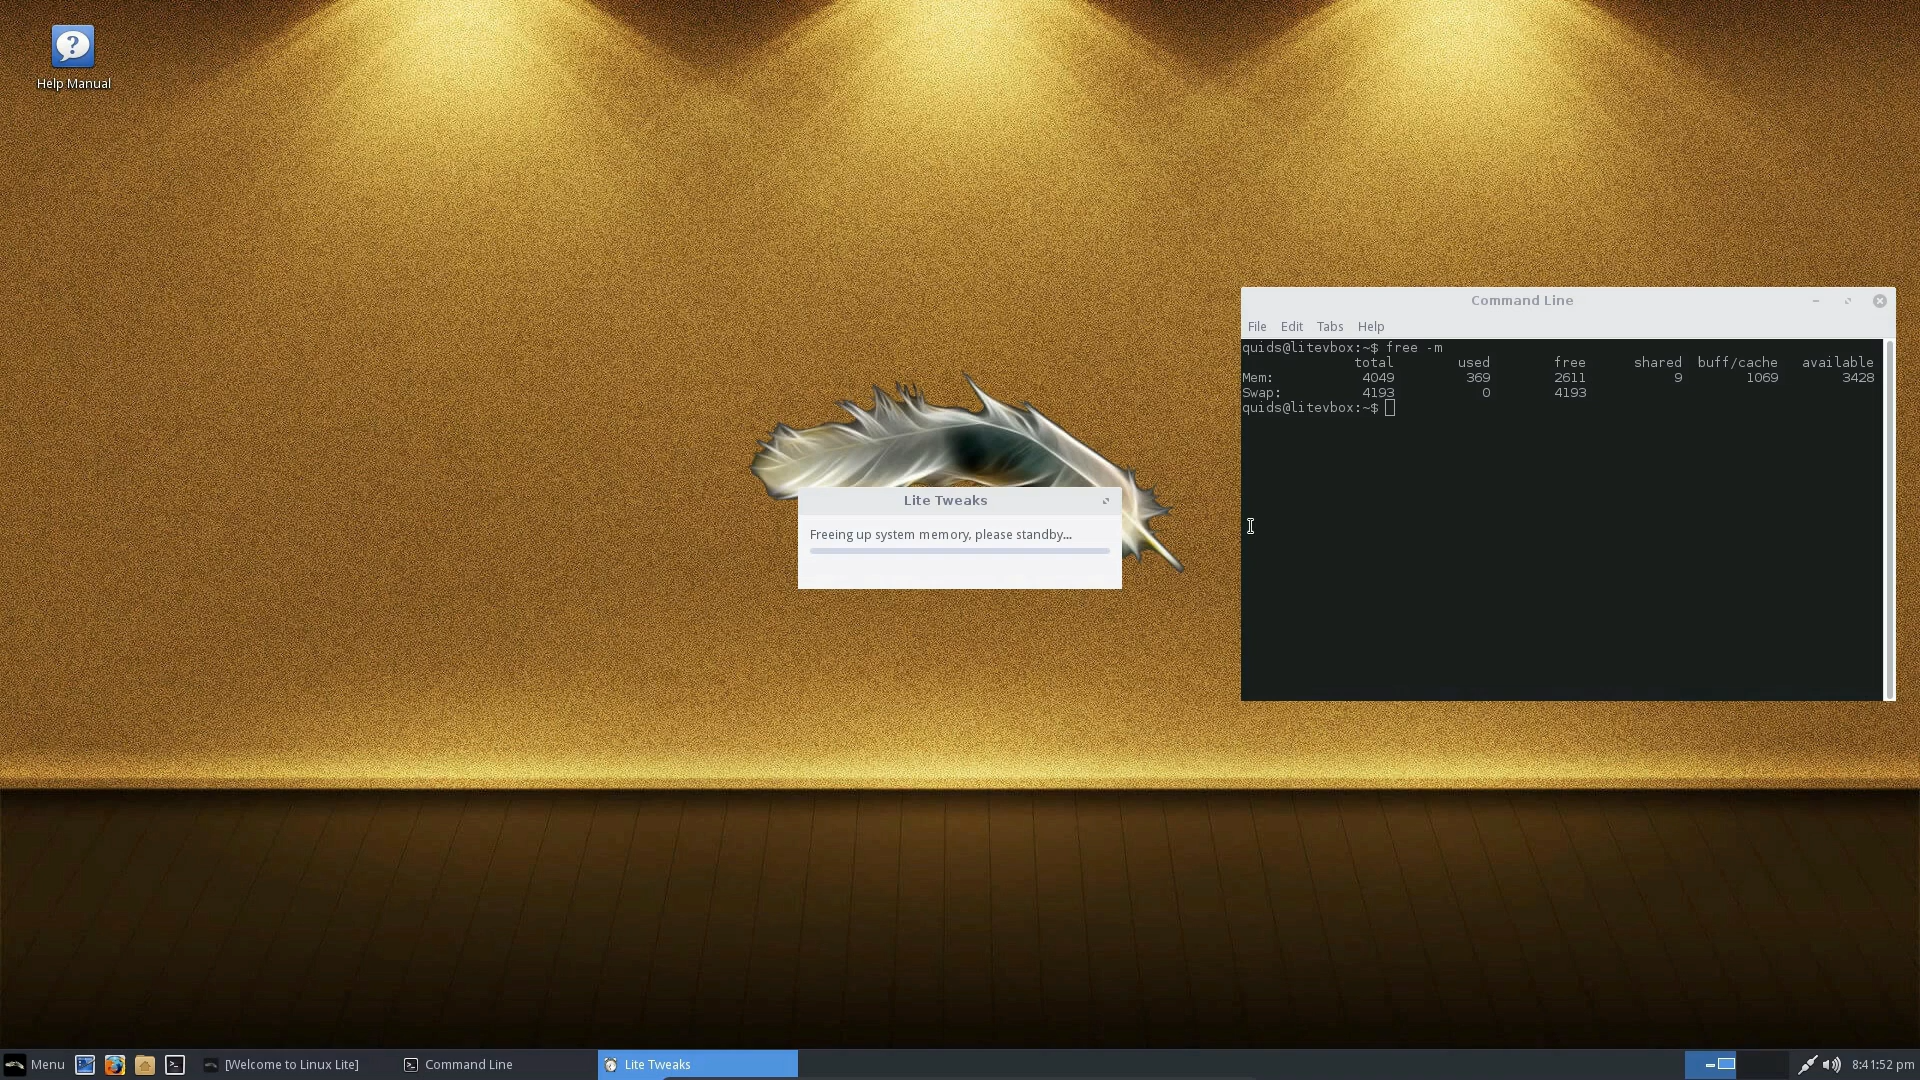 Help Manual
Command Line
File Edit Tabs Help
quids@litevbox:~$ free -m
total used free shared buff/cache available
Mem: 4049 369 2611 9 1069 3428
Swap: 4193 0 4193
quids@litevbox:~$
Lite Tweaks
Freeing up system memory, please standby...
Menu [Welcome to Linux Lite] Command Line Lite Tweaks 8:41:52 pm